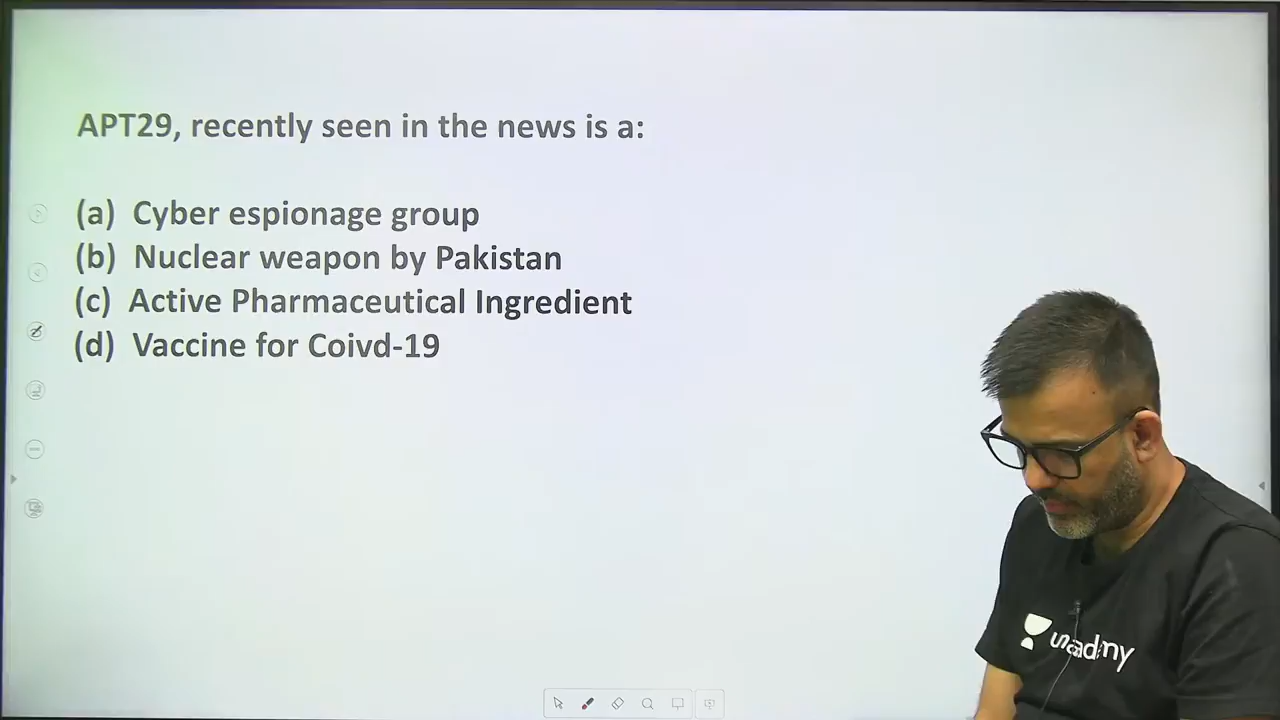 APT29, recently seen in the news is a:
(a) Cyber espionage group
(b) Nuclear weapon by Pakistan
(c) Active Pharmaceutical Ingredient
(d) Vaccine for Coivd-19
unacademy